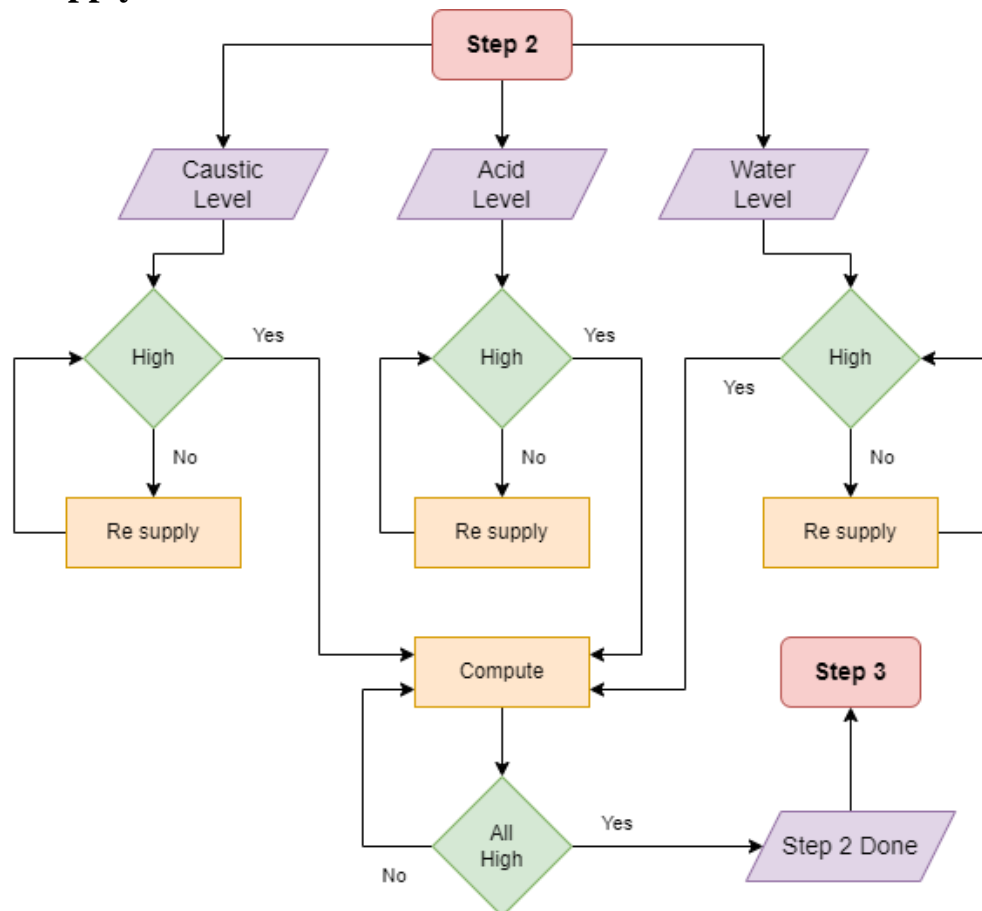 pply
Step 2
Caustic
Level
Acid
Level
Water
Level
High
Yes
High
Yes
High
Yes
No
No
No
Re supply
Re supply
Re supply
Compute
Step 3
All
High
Yes
No
Step 2 Done